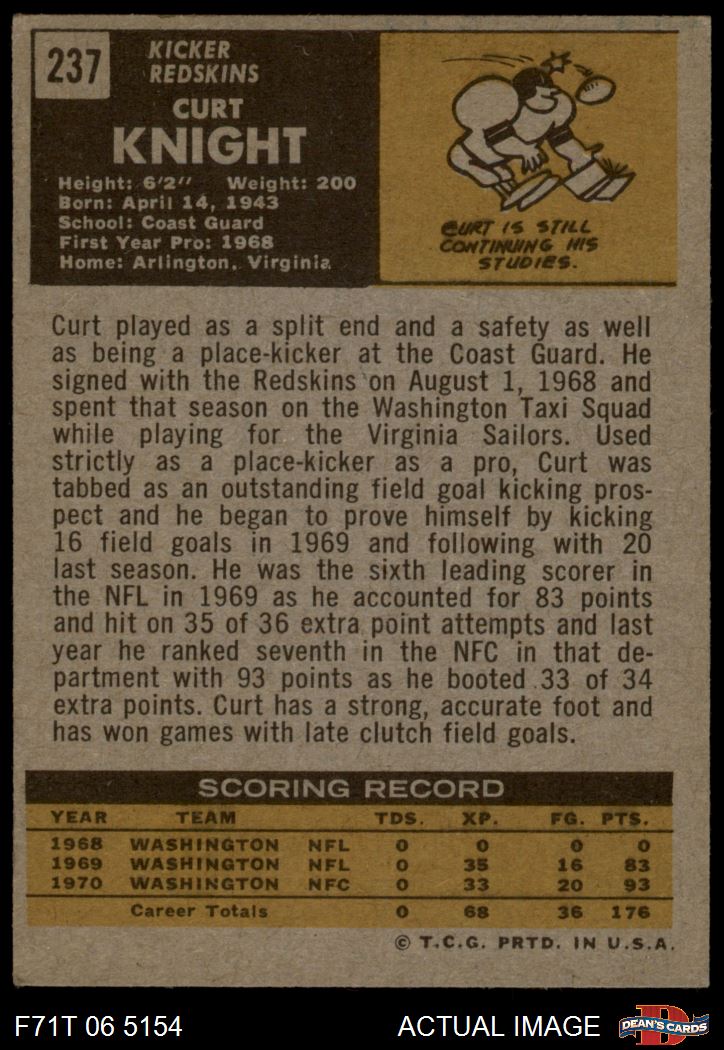 237
KICKER
REDSKINS
CURT
KNIGHT
Height: 6'2" Weight: 200
Born: April 14, 1943
School: Coast Guard
First Year Pro: 1968
Home: Arlington, Virginia
CURT IS STILL
CONTINUING HIS
STUDIES.
Curt played as a split end and a safety as well
as being a place-kicker at the Coast Guard. He
signed with the Redskins on August 1, 1968 and
spent that season on the Washington Taxi Squad
while playing for the Virginia Sailors. Used
strictly as a place-kicker as a pro, Curt was
tabbed as an outstanding field goal kicking pros-
pect and he began to prove himself by kicking
16 field goals in 1969 and following with 20
last season. He was the sixth leading scorer in
the NFL in 1969 as he accounted for 83 points
and hit on 35 of 36 extra point attempts and last
year he ranked seventh in the NFC in that de-
partment with 93 points as he booted 33 of 34
extra points. Curt has a strong, accurate foot and
has won games with late clutch field goals.
SCORING RECORD
YEAR TEAM TDS. XP. FG. PTS.
1968 WASHINGTON NFL 0 0 0 0
1969 WASHINGTON NFL 0 35 16 83
1970 WASHINGTON NFC 0 33 20 93
Career Totals 0 68 36 176
© T.C.G. PRTD. IN U.S.A.
F71T 06 5154
ACTUAL IMAGE
D
DEAN'S CARDS